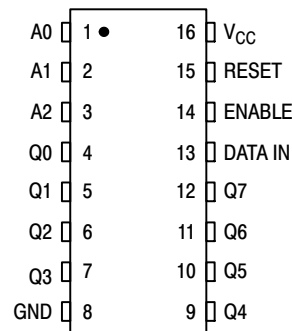 A0 1 16 VCC
A1 2 15 RESET
A2 3 14 ENABLE
Q0 4 13 DATA IN
Q1 5 12 Q7
Q2 6 11 Q6
Q3 7 10 Q5
GND 8 9 Q4